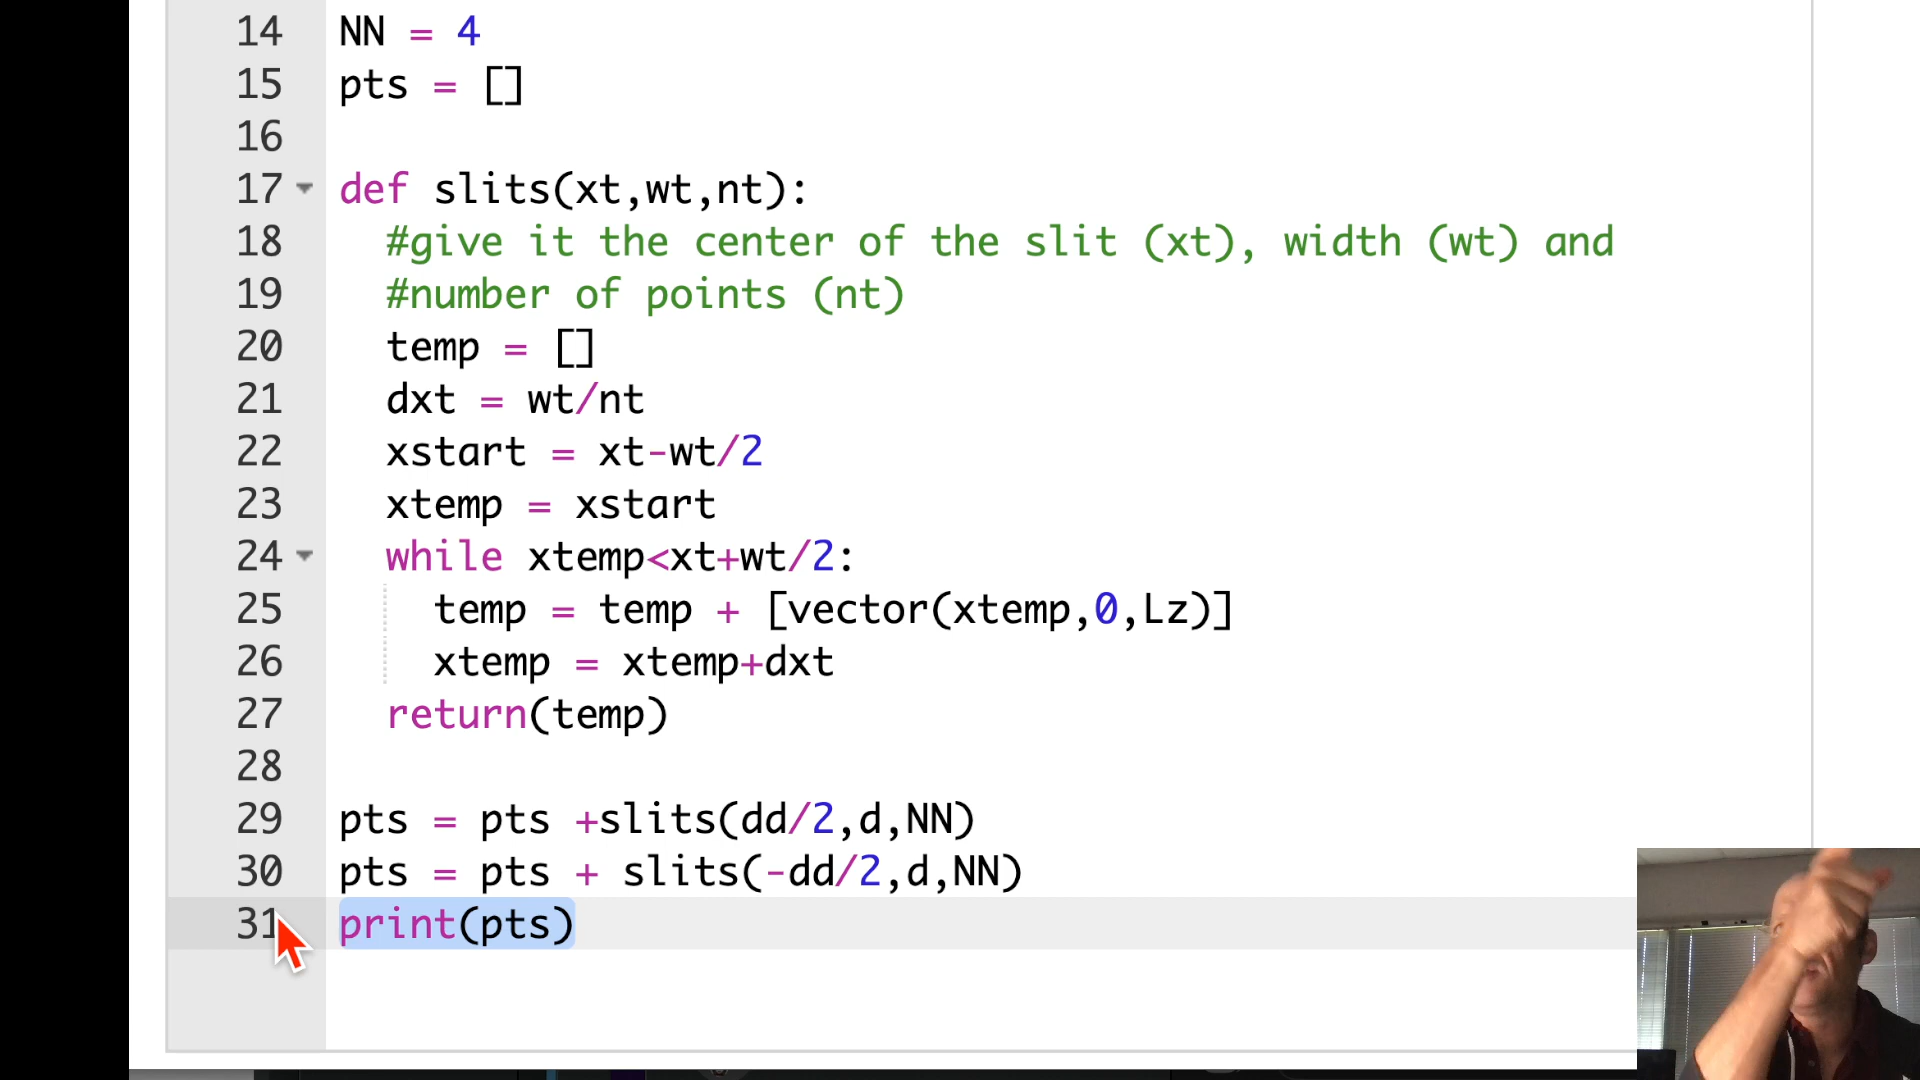 14 NN = 4
15 pts = []
16
17 def slits(xt,wt,nt):
18 #give it the center of the slit (xt), width (wt) and
19 #number of points (nt)
20 temp = []
21 dxt = wt/nt
22 xstart = xt-wt/2
23 xtemp = xstart
24 while xtemp<xt+wt/2:
25 temp = temp + [vector(xtemp,0,Lz)]
26 xtemp = xtemp+dxt
27 return(temp)
28
29 pts = pts +slits(dd/2,d,NN)
30 pts = pts + slits(-dd/2,d,NN)
31 print(pts)